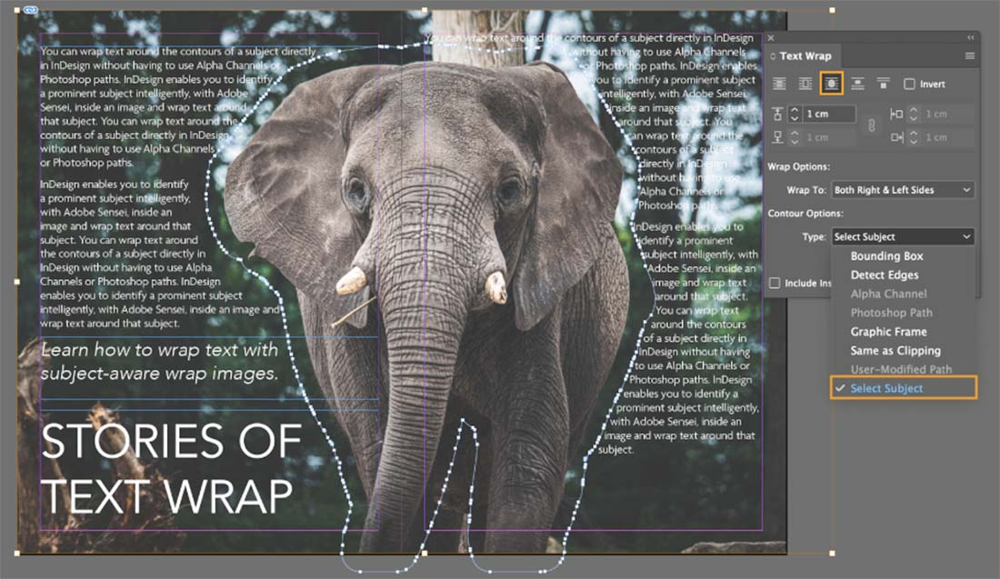 You can wrap text around the contours of a subject directly
in InDesign without having to use Alpha Channels or
Photoshop paths. InDesign enables you to identify
a prominent subject intelligently, with Adobe
Sensei, inside an image and wrap text around
that subject. You can wrap text around the
contours of a subject directly in InDesign
without having to use Alpha Channels
or Photoshop paths.
InDesign enables you to identify
a prominent subject intelligently,
with Adobe Sensei, inside an
image and wrap text around that
subject. You can wrap text around
the contours of a subject directly in
InDesign without having to use Alpha
Channels or Photoshop paths. InDesign
enables you to identify a prominent subject
intelligently, with Adobe Sensei, inside an image and
wrap text around that subject.
Learn how to wrap text with
subject-aware wrap images.
STORIES OF
TEXT WRAP
You can wrap text around the contours of a subject directly in InDesign
without having to use Alpha Channels
or Photoshop paths. InDesign enables
you to identify a prominent subject
intelligently, with Adobe Sensei,
inside an image and wrap text
around that subject. You
can wrap text around the
contours of a subject
directly in InDesign
without having to use
Alpha Channels or
Photoshop paths.
InDesign enables you to
identify a prominent
subject intelligently, with
Adobe Sensei, inside an
image and wrap text
around that subject.
You can wrap text
around the contours
of a subject directly in
InDesign without having
to use Alpha Channels or
Photoshop paths. InDesign
enables you to identify a
prominent subject intelligently,
with Adobe Sensei, inside an
image and wrap text around that
subject.
Text Wrap
Invert
1 cm
1 cm
1 cm
1 cm
Wrap Options:
Wrap To: Both Right & Left Sides
Contour Options:
Type: Select Subject
Bounding Box
Detect Edges
Alpha Channel
Photoshop Path
Graphic Frame
Same as Clipping
User-Modified Path
Select Subject
Include Ins